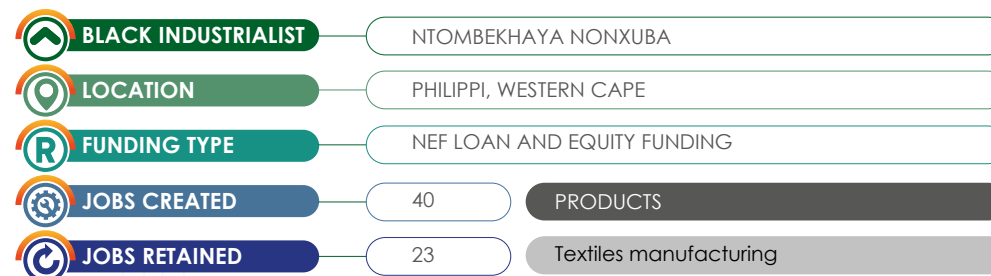 BLACK INDUSTRIALIST NTOMBEKHAYA NONXUBA
LOCATION PHILIPPI, WESTERN CAPE
R FUNDING TYPE NEF LOAN AND EQUITY FUNDING
JOBS CREATED 40 PRODUCTS
JOBS RETAINED 23 Textiles manufacturing